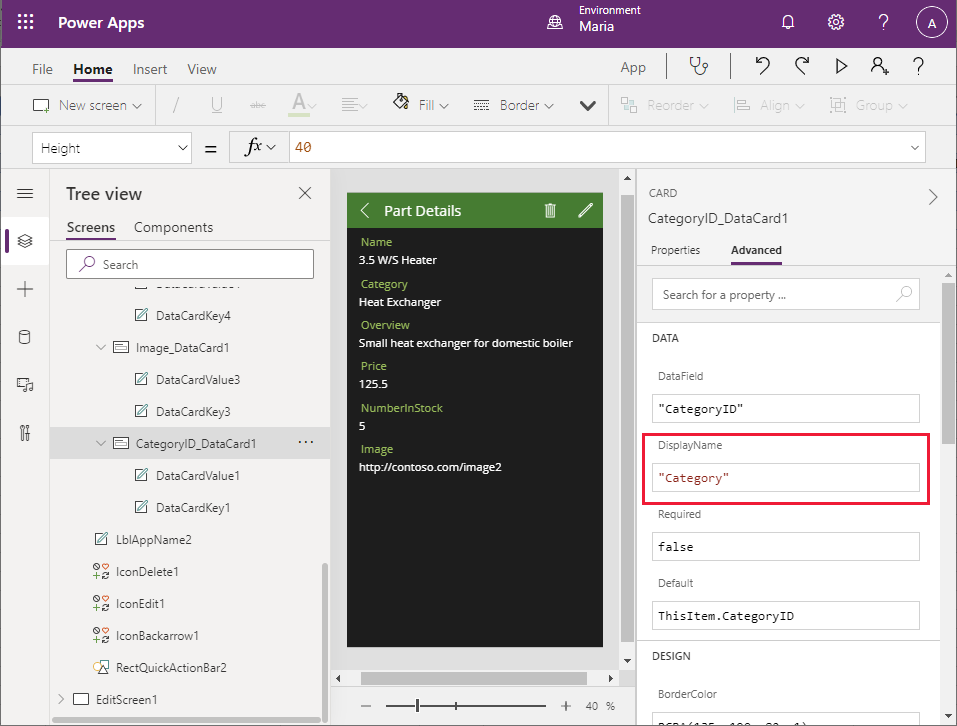 Power Apps
Environment
Maria
?
A
File
Home
Insert
View
App
?
New screen
A
abc
Fill
Border
Reorder
Align
Group
Height
=
fx
40
Tree view
Screens
Components
Search
DataCardValue4
DataCardKey4
Image_DataCard1
DataCardValue3
DataCardKey3
CategoryID_DataCard1
...
DataCardValue1
DataCardKey1
LblAppName2
IconDelete1
IconEdit1
IconBackarrow1
RectQuickActionBar2
EditScreen1
Part Details
Name
3.5 W/S Heater
Category
Heat Exchanger
Overview
Small heat exchanger for domestic boiler
Price
125.5
NumberInStock
5
Image
http://contoso.com/image2
40 %
CARD
CategoryID_DataCard1
Properties
Advanced
Search for a property ...
DATA
DataField
"CategoryID"
DisplayName
"Category"
Required
false
Default
ThisItem.CategoryID
DESIGN
BorderColor